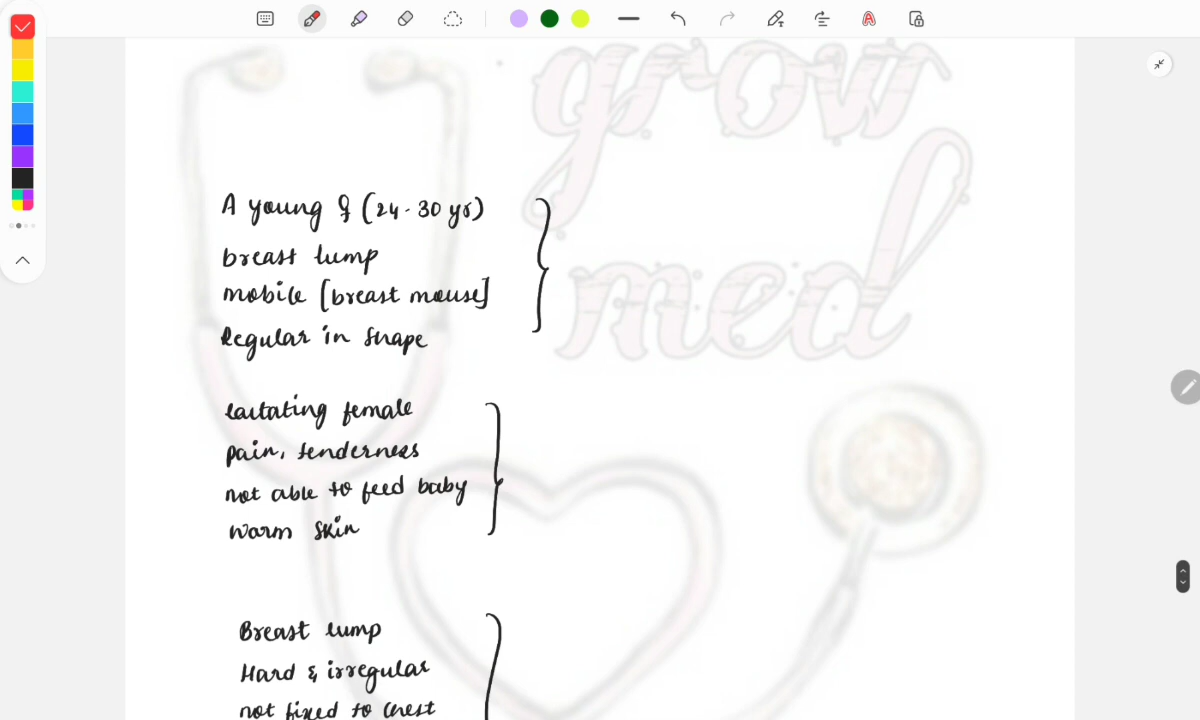 grow
med
A young ♀ (24-30 yr)
breast lump
mobile [breast mouse]
Regular in shape
lactating female
pain, tenderness
not able to feed baby
warm skin
Breast lump
Hard & irregular
not fixed to chest